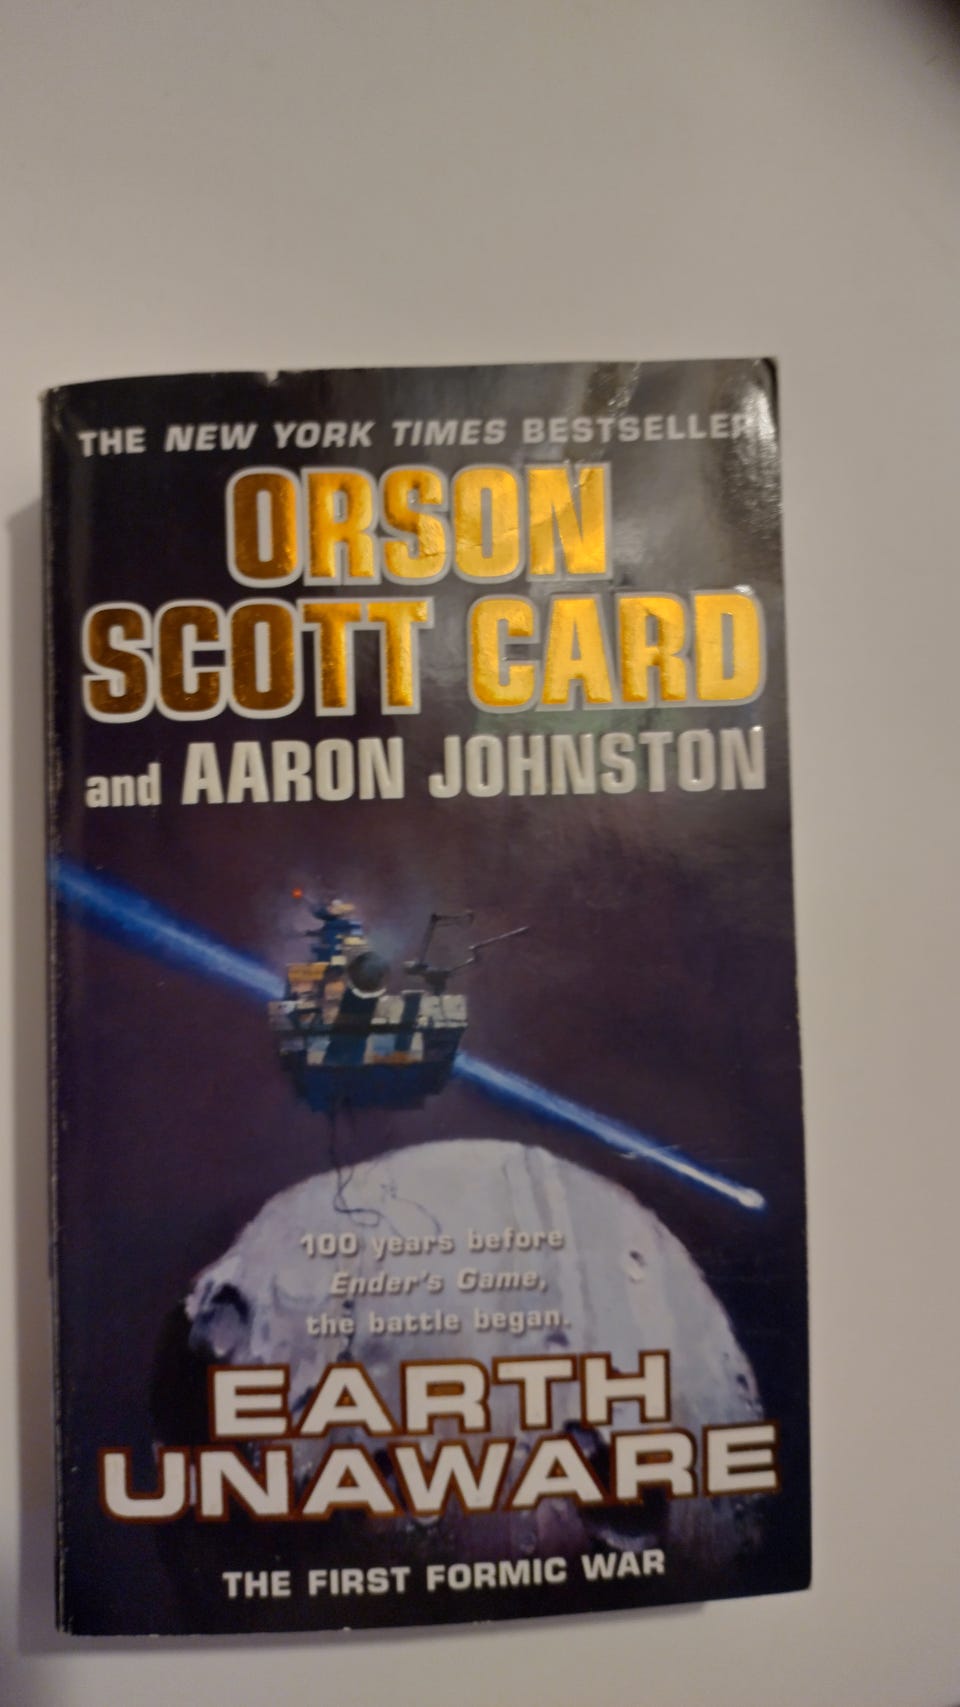 THE NEW YORK TIMES BESTSELLER
ORSON
SCOTT CARD
and AARON JOHNSTON
100 years before
Ender's Game,
the battle began.
EARTH
UNAWARE
THE FIRST FORMIC WAR